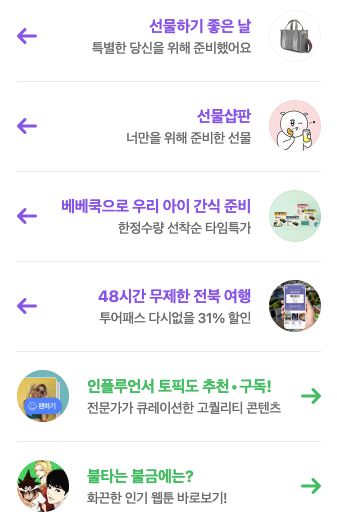 선물하기 좋은 날
특별한 당신을 위해 준비했어요
선물샵판
너만을 위해 준비한 선물
베베쿡으로 우리 아이 간식 준비
한정수량 선착순 타임특가
48시간 무제한 전북 여행
투어패스 다시없을 31% 할인
인플루언서 토픽도 추천•구독!
전문가가 큐레이션한 고퀄리티 콘텐츠
팬하기
불타는 불금에는?
화끈한 인기 웹툰 바로보기!